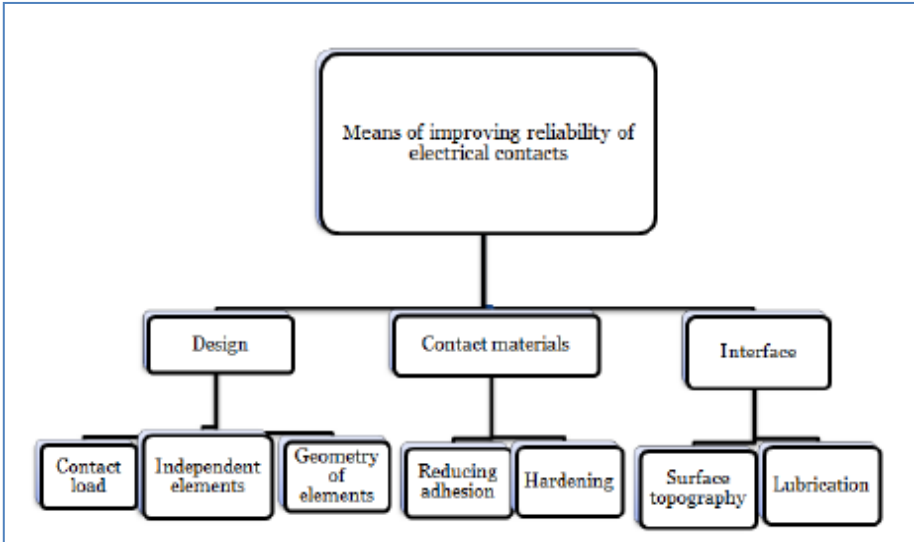 Means of improving reliability of
electrical contacts
Design
Contact materials
Interface
Contact
load
Independent
elements
Geometry
of
elements
Reducing
adhesion
Hardening
Surface
topography
Lubrication